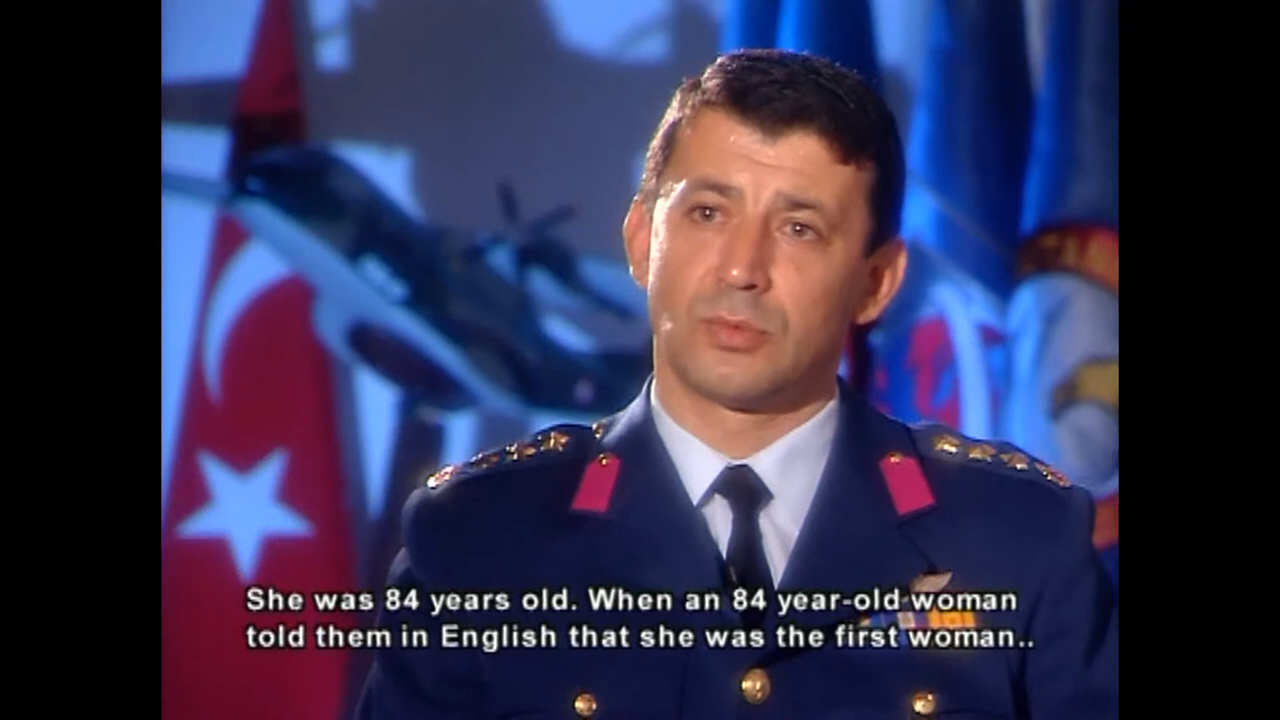 She was 84 years old. When an 84 year-old woman
told them in English that she was the first woman..